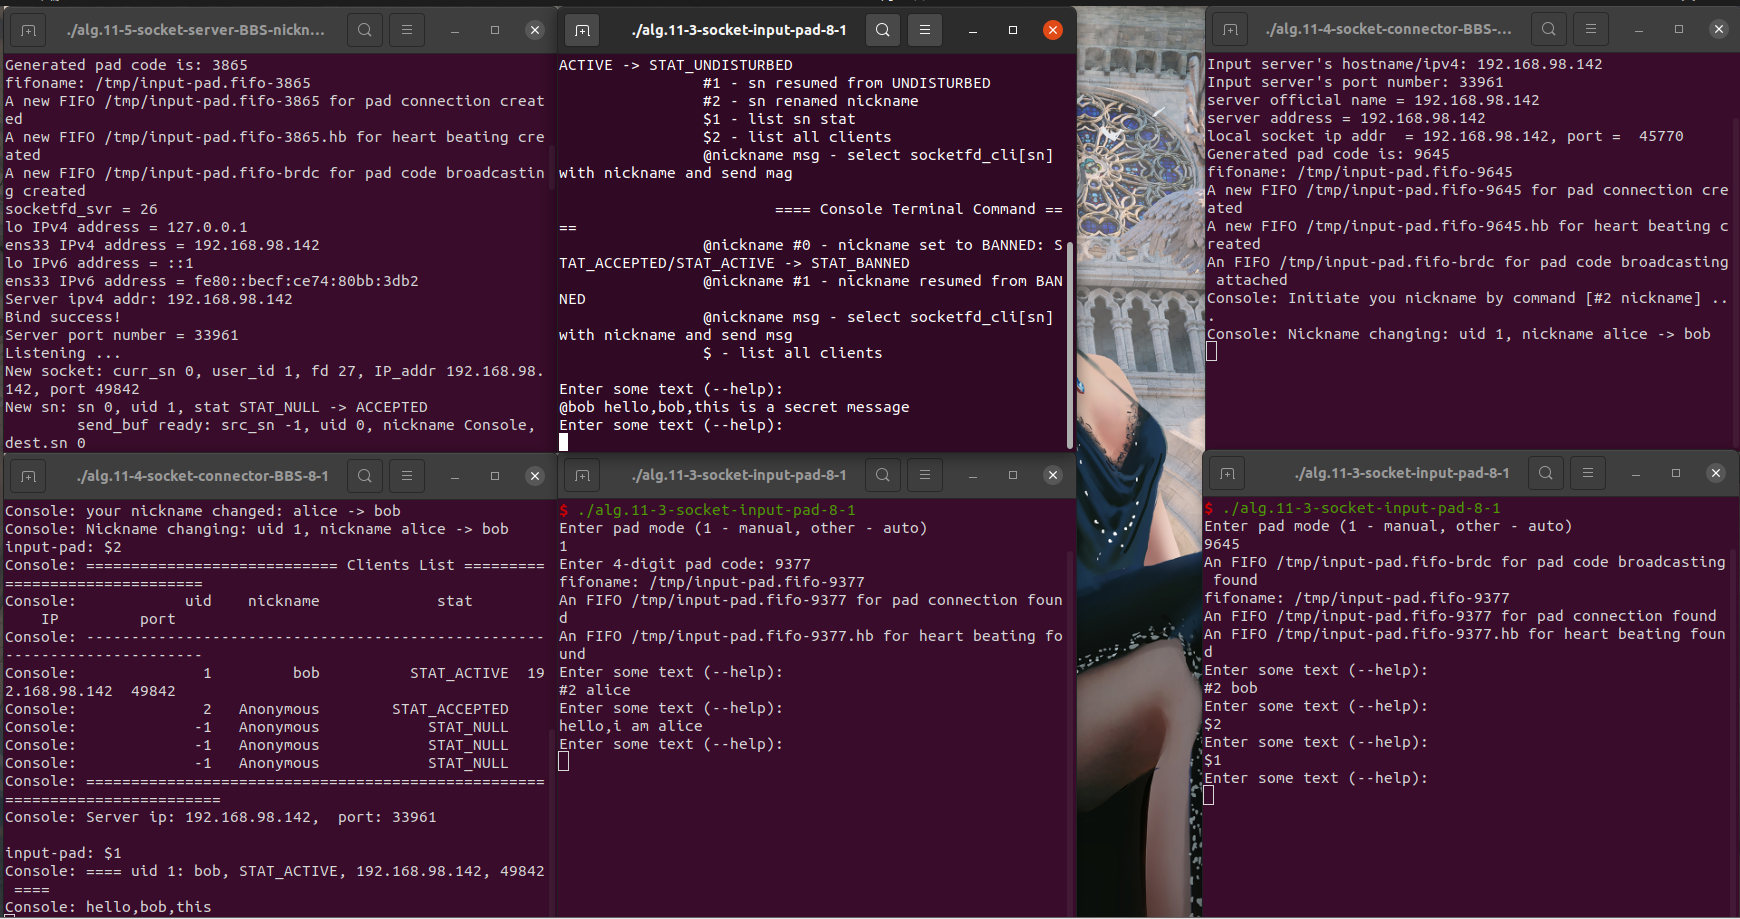 ./alg.11-5-socket-server-BBS-nickn...
Generated pad code is: 3865
fifoname: /tmp/input-pad.fifo-3865
A new FIFO /tmp/input-pad.fifo-3865 for pad connection creat
ed
A new FIFO /tmp/input-pad.fifo-3865.hb for heart beating cre
ated
A new FIFO /tmp/input-pad.fifo-brdc for pad code broadcastin
g created
socketfd_svr = 26
lo IPv4 address = 127.0.0.1
ens33 IPv4 address = 192.168.98.142
lo IPv6 address = ::1
ens33 IPv6 address = fe80::becf:ce74:80bb:3db2
Server ipv4 addr: 192.168.98.142
Bind success!
Server port number = 33961
Listening ...
New socket: curr_sn 0, user_id 1, fd 27, IP_addr 192.168.98.
142, port 49842
New sn: sn 0, uid 1, stat STAT_NULL -> ACCEPTED
        send_buf ready: src_sn -1, uid 0, nickname Console,
dest.sn 0
./alg.11-3-socket-input-pad-8-1
ACTIVE -> STAT_UNDISTURBED
                #1 - sn resumed from UNDISTURBED
                #2 - sn renamed nickname
                $1 - list sn stat
                $2 - list all clients
                @nickname msg - select socketfd_cli[sn]
with nickname and send mag
                        ==== Console Terminal Command ==
==
                @nickname #0 - nickname set to BANNED: S
TAT_ACCEPTED/STAT_ACTIVE -> STAT_BANNED
                @nickname #1 - nickname resumed from BAN
NED
                @nickname msg - select socketfd_cli[sn]
with nickname and send msg
                $ - list all clients
Enter some text (--help):
@bob hello,bob,this is a secret message
Enter some text (--help):
./alg.11-4-socket-connector-BBS-...
Input server's hostname/ipv4: 192.168.98.142
Input server's port number: 33961
server official name = 192.168.98.142
server address = 192.168.98.142
local socket ip addr  = 192.168.98.142, port =  45770
Generated pad code is: 9645
fifoname: /tmp/input-pad.fifo-9645
A new FIFO /tmp/input-pad.fifo-9645 for pad connection cre
ated
A new FIFO /tmp/input-pad.fifo-9645.hb for heart beating c
reated
An FIFO /tmp/input-pad.fifo-brdc for pad code broadcasting
 attached
Console: Initiate you nickname by command [#2 nickname] ..
.
Console: Nickname changing: uid 1, nickname alice -> bob
./alg.11-4-socket-connector-BBS-8-1
Console: your nickname changed: alice -> bob
Console: Nickname changing: uid 1, nickname alice -> bob
input-pad: $2
Console: ============================ Clients List =========
======================
Console:            uid    nickname             stat
    IP         port
Console: ---------------------------------------------------
----------------------
Console:              1         bob          STAT_ACTIVE  19
2.168.98.142  49842
Console:              2   Anonymous        STAT_ACCEPTED
Console:             -1   Anonymous            STAT_NULL
Console:             -1   Anonymous            STAT_NULL
Console:             -1   Anonymous            STAT_NULL
Console: ===================================================
========================
Console: Server ip: 192.168.98.142,  port: 33961
input-pad: $1
Console: ==== uid 1: bob, STAT_ACTIVE, 192.168.98.142, 49842
 ====
Console: hello,bob,this
./alg.11-3-socket-input-pad-8-1
$ ./alg.11-3-socket-input-pad-8-1
Enter pad mode (1 - manual, other - auto)
1
Enter 4-digit pad code: 9377
fifoname: /tmp/input-pad.fifo-9377
An FIFO /tmp/input-pad.fifo-9377 for pad connection foun
d
An FIFO /tmp/input-pad.fifo-9377.hb for heart beating fo
und
Enter some text (--help):
#2 alice
Enter some text (--help):
hello,i am alice
Enter some text (--help):
./alg.11-3-socket-input-pad-8-1
$ ./alg.11-3-socket-input-pad-8-1
Enter pad mode (1 - manual, other - auto)
9645
An FIFO /tmp/input-pad.fifo-brdc for pad code broadcasting
 found
fifoname: /tmp/input-pad.fifo-9377
An FIFO /tmp/input-pad.fifo-9377 for pad connection found
An FIFO /tmp/input-pad.fifo-9377.hb for heart beating foun
d
Enter some text (--help):
#2 bob
Enter some text (--help):
$2
Enter some text (--help):
$1
Enter some text (--help):